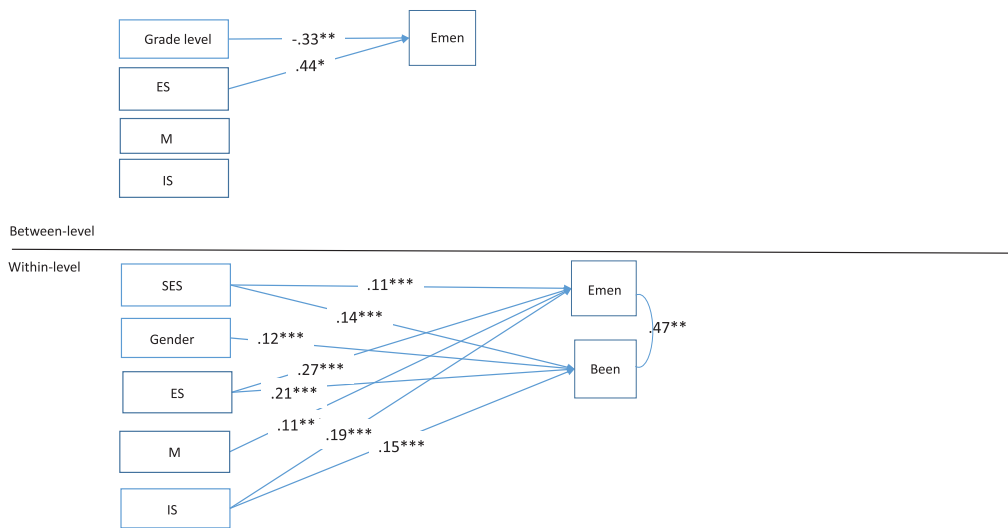 Grade level
-.33**
Emen
.44*
ES
M
IS
Between-level
Within-level
SES
.11***
Emen
.14***
Gender
.12***
.47**
Been
.27***
ES
.21***
.11**
.19***
M
.15***
IS